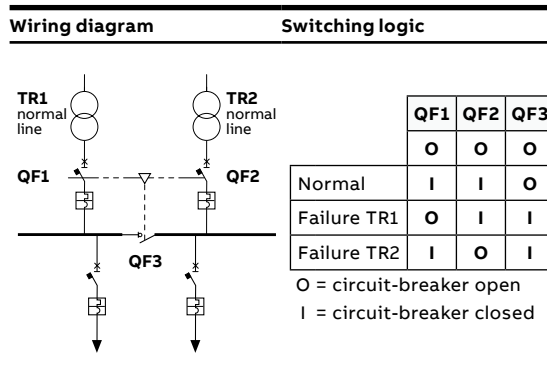 Wiring diagram
Switching logic
TR1
normal
line
TR2
normal
line
QF1
QF2
QF3
QF1 QF2 QF3
O O O
Normal I I O
Failure TR1 O I I
Failure TR2 I O I
O = circuit-breaker open
I = circuit-breaker closed